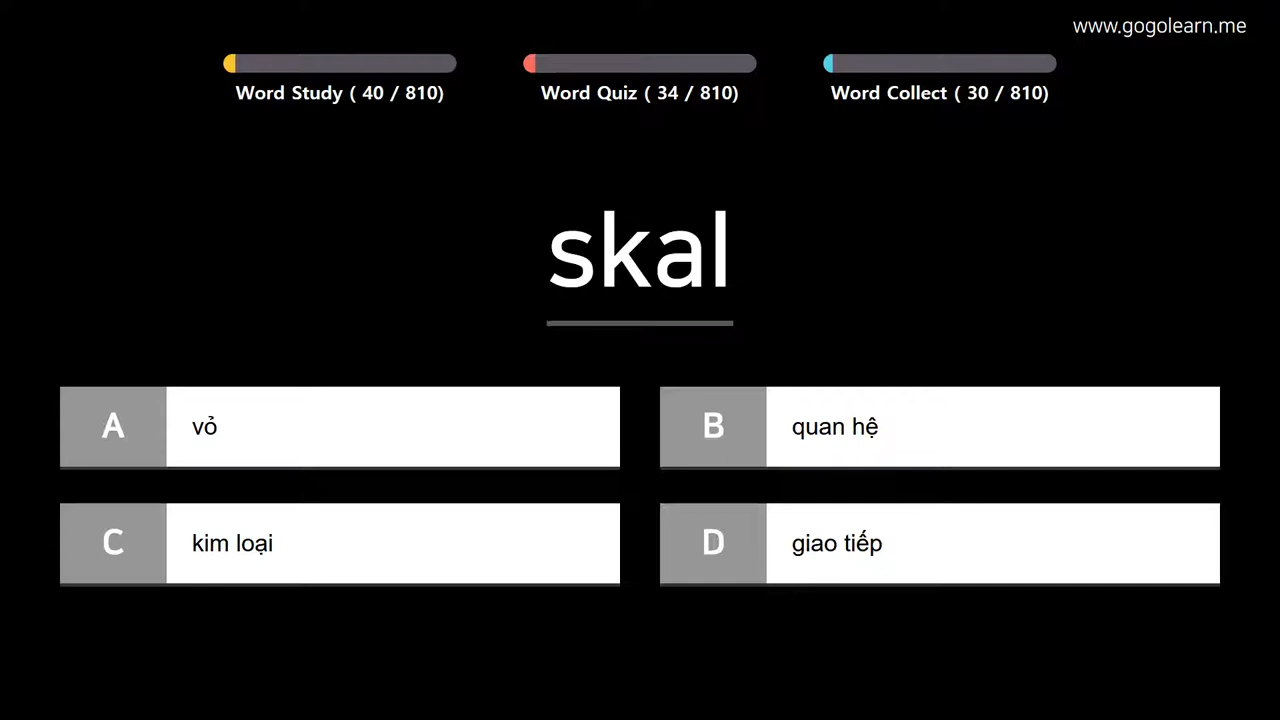 www.gogolearn.me
Word Study ( 40 / 810)
Word Quiz ( 34 / 810)
Word Collect ( 30 / 810)
skal
A vỏ
B quan hệ
C kim loại
D giao tiếp